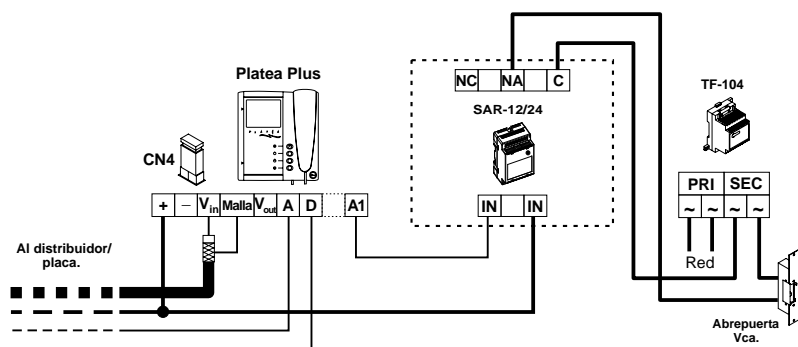 NC NA C
Platea Plus
SAR-12/24
TF-104
CN4
PRI SEC
+ – Vin Malla Vout A D A1
IN IN
~ ~ ~ ~
Al distribuidor/
placa.
Red
Abrepuerta
Vca.